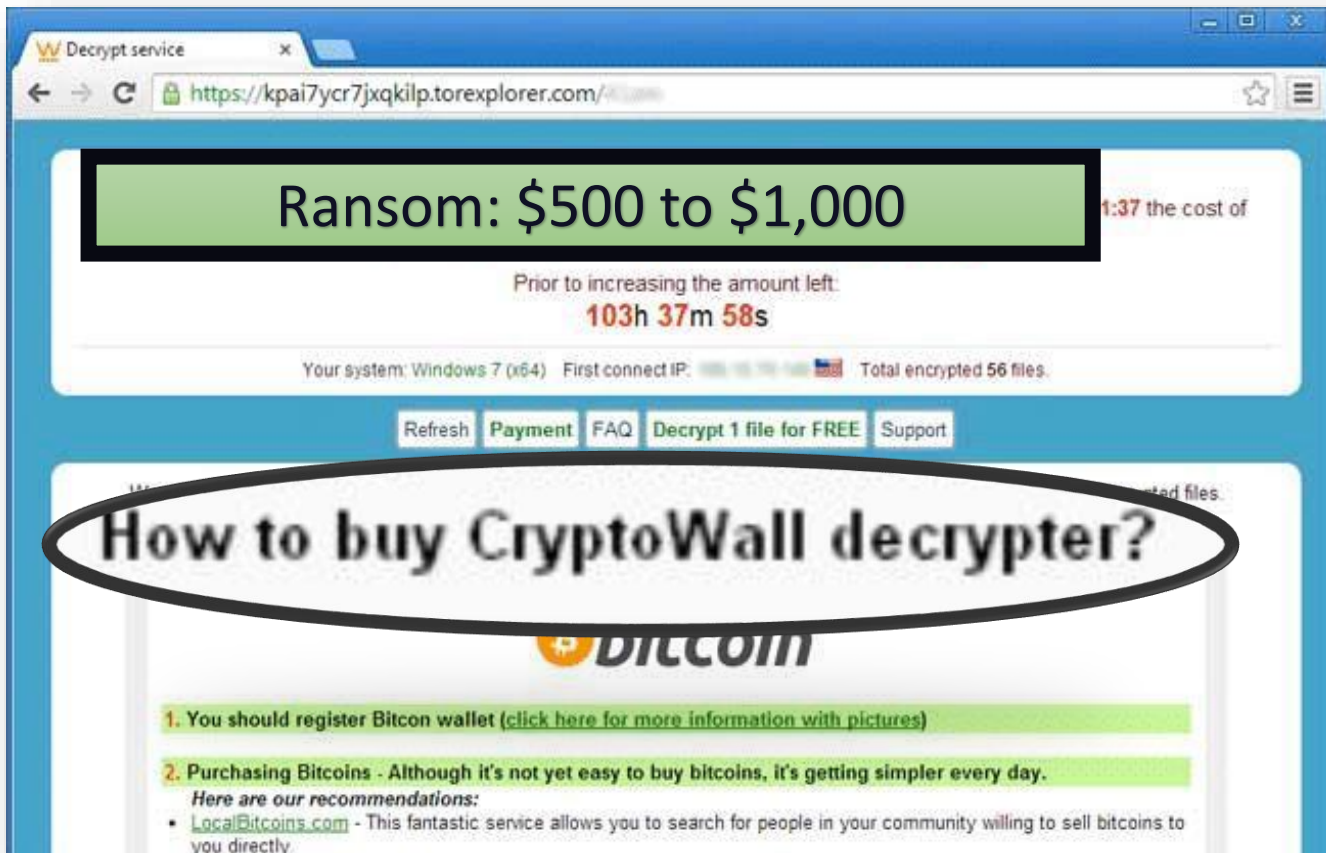 Decrypt service
https://kpai7ycr7jxqkilp.torexplorer.com/
Ransom: $500 to $1,000
1:37 the cost of
Prior to increasing the amount left:
103h 37m 58s
Your system: Windows 7 (x64) First connect IP: Total encrypted 56 files.
Refresh Payment FAQ Decrypt 1 file for FREE Support
files.
How to buy CryptoWall decrypter?
bitcoin
1. You should register Bitcon wallet (click here for more information with pictures)
2. Purchasing Bitcoins - Although it's not yet easy to buy bitcoins, it's getting simpler every day.
Here are our recommendations:
• LocalBitcoins.com - This fantastic service allows you to search for people in your community willing to sell bitcoins to
you directly